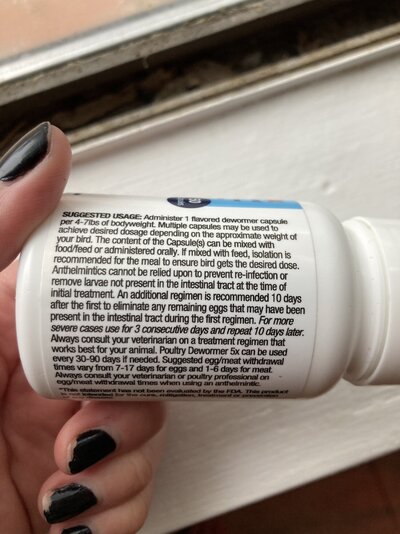 SUGGESTED USAGE: Administer 1 flavored dewormer capsule
per 4-7lbs of bodyweight. Multiple capsules may be used to
achieve desired dosage depending on the approximate weight of
your bird. The content of the Capsule(s) can be mixed with
food/feed or administered orally. If mixed with feed, isolation is
recommended for the meal to ensure bird gets the desired dose.
Anthelmintics cannot be relied upon to prevent re-infection or
remove larvae not present in the intestinal tract at the time of
initial treatment. An additional regimen is recommended 10 days
after the first to eliminate any remaining eggs that may have been
present in the intestinal tract during the first regimen. For more
severe cases use for 3 consecutive days and repeat 10 days later.
Always consult your veterinarian on a treatment regimen that
works best for your animal. Poultry Dewormer 5x can be used
every 30-90 days if needed. Suggested egg/meat withdrawal
times vary from 7-17 days for eggs and 1-6 days for meat.
Always consult your veterinarian or poultry professional on
egg/meat withdrawal times when using an anthelmintic.
*This statement has not been evaluated by the FDA. This product
is not intended for the cure, mitigation, treatment or prevention